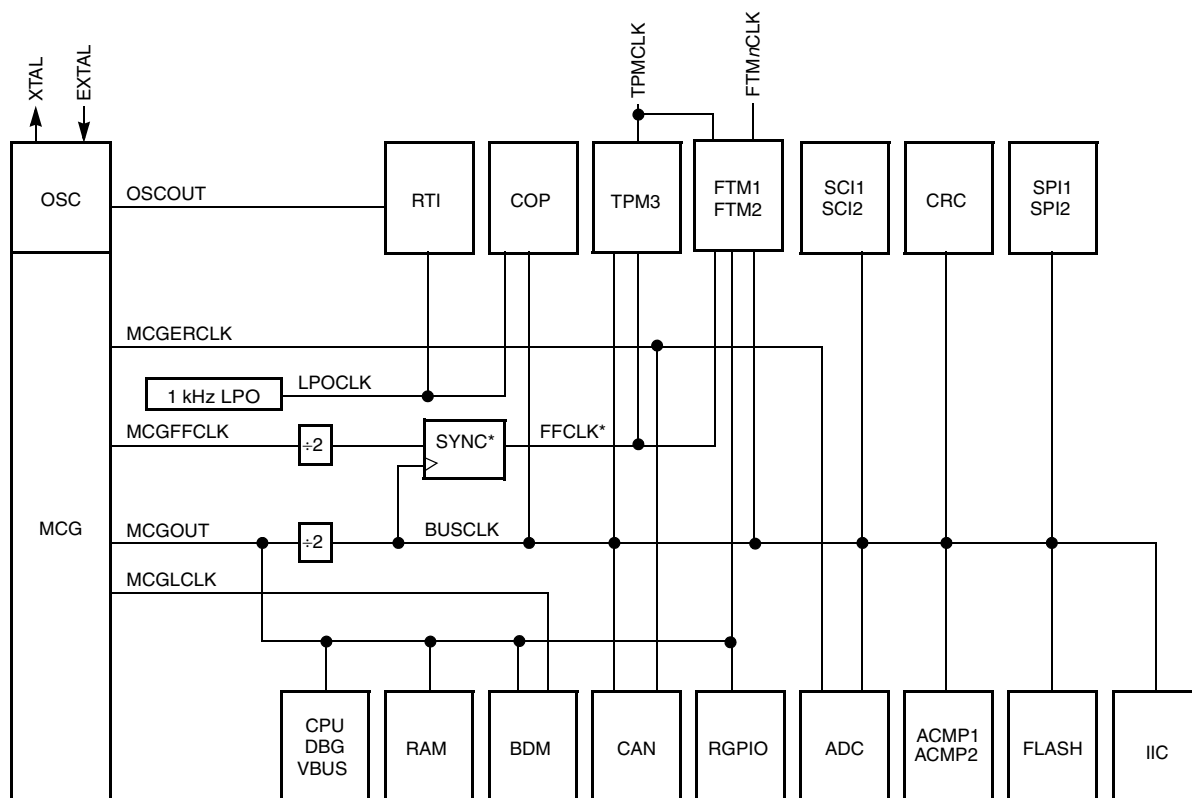 XTAL
EXTAL
TPMCLK
FTMnCLK
OSC
OSCOUT
RTI
COP
TPM3
FTM1
FTM2
SCI1
SCI2
CRC
SPI1
SPI2
MCGERCLK
1 kHz LPO
LPOCLK
MCGFFCLK
÷2
SYNC*
FFCLK*
MCG
MCGOUT
÷2
BUSCLK
MCGLCLK
CPU
DBG
VBUS
RAM
BDM
CAN
RGPIO
ADC
ACMP1
ACMP2
FLASH
IIC